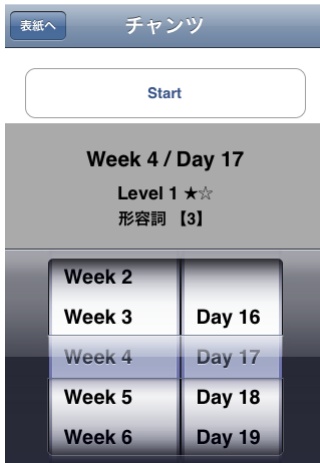 表紙へ
チャンツ
Start
Week 4 / Day 17
Level 1 ★☆
形容詞 【3】
Week 2
Week 3 Day 16
Week 4 Day 17
Week 5 Day 18
Week 6 Day 19